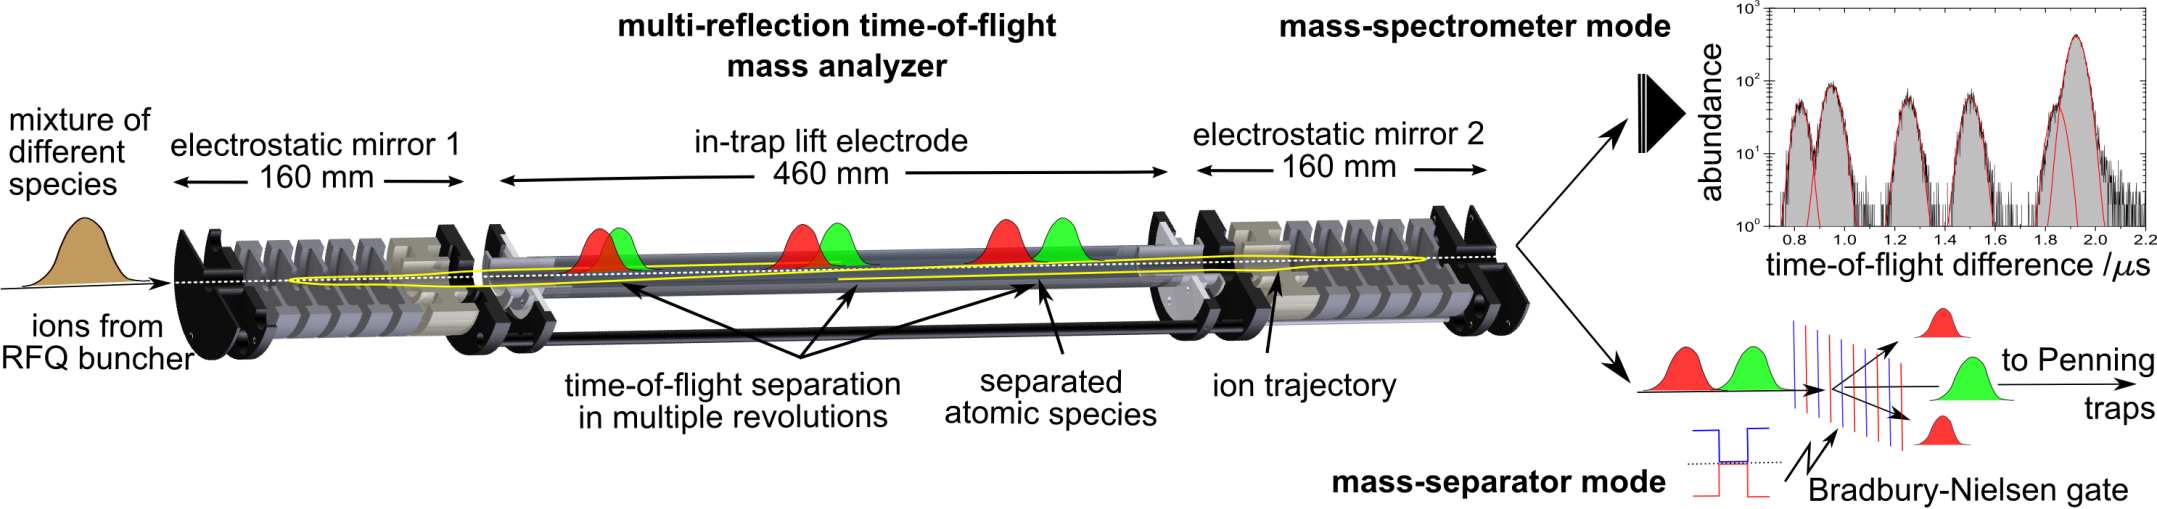 multi-reflection time-of-flight
mass analyzer
mass-spectrometer mode
mixture of
different
species
electrostatic mirror 1
160 mm
in-trap lift electrode
460 mm
electrostatic mirror 2
160 mm
ions from
RFQ buncher
time-of-flight separation
in multiple revolutions
separated
atomic species
ion trajectory
abundance
10³
10²
10¹
10⁰
0.8 1.0 1.2 1.4 1.6 1.8 2.0 2.2
time-of-flight difference /μs
to Penning
traps
mass-separator mode
Bradbury-Nielsen gate